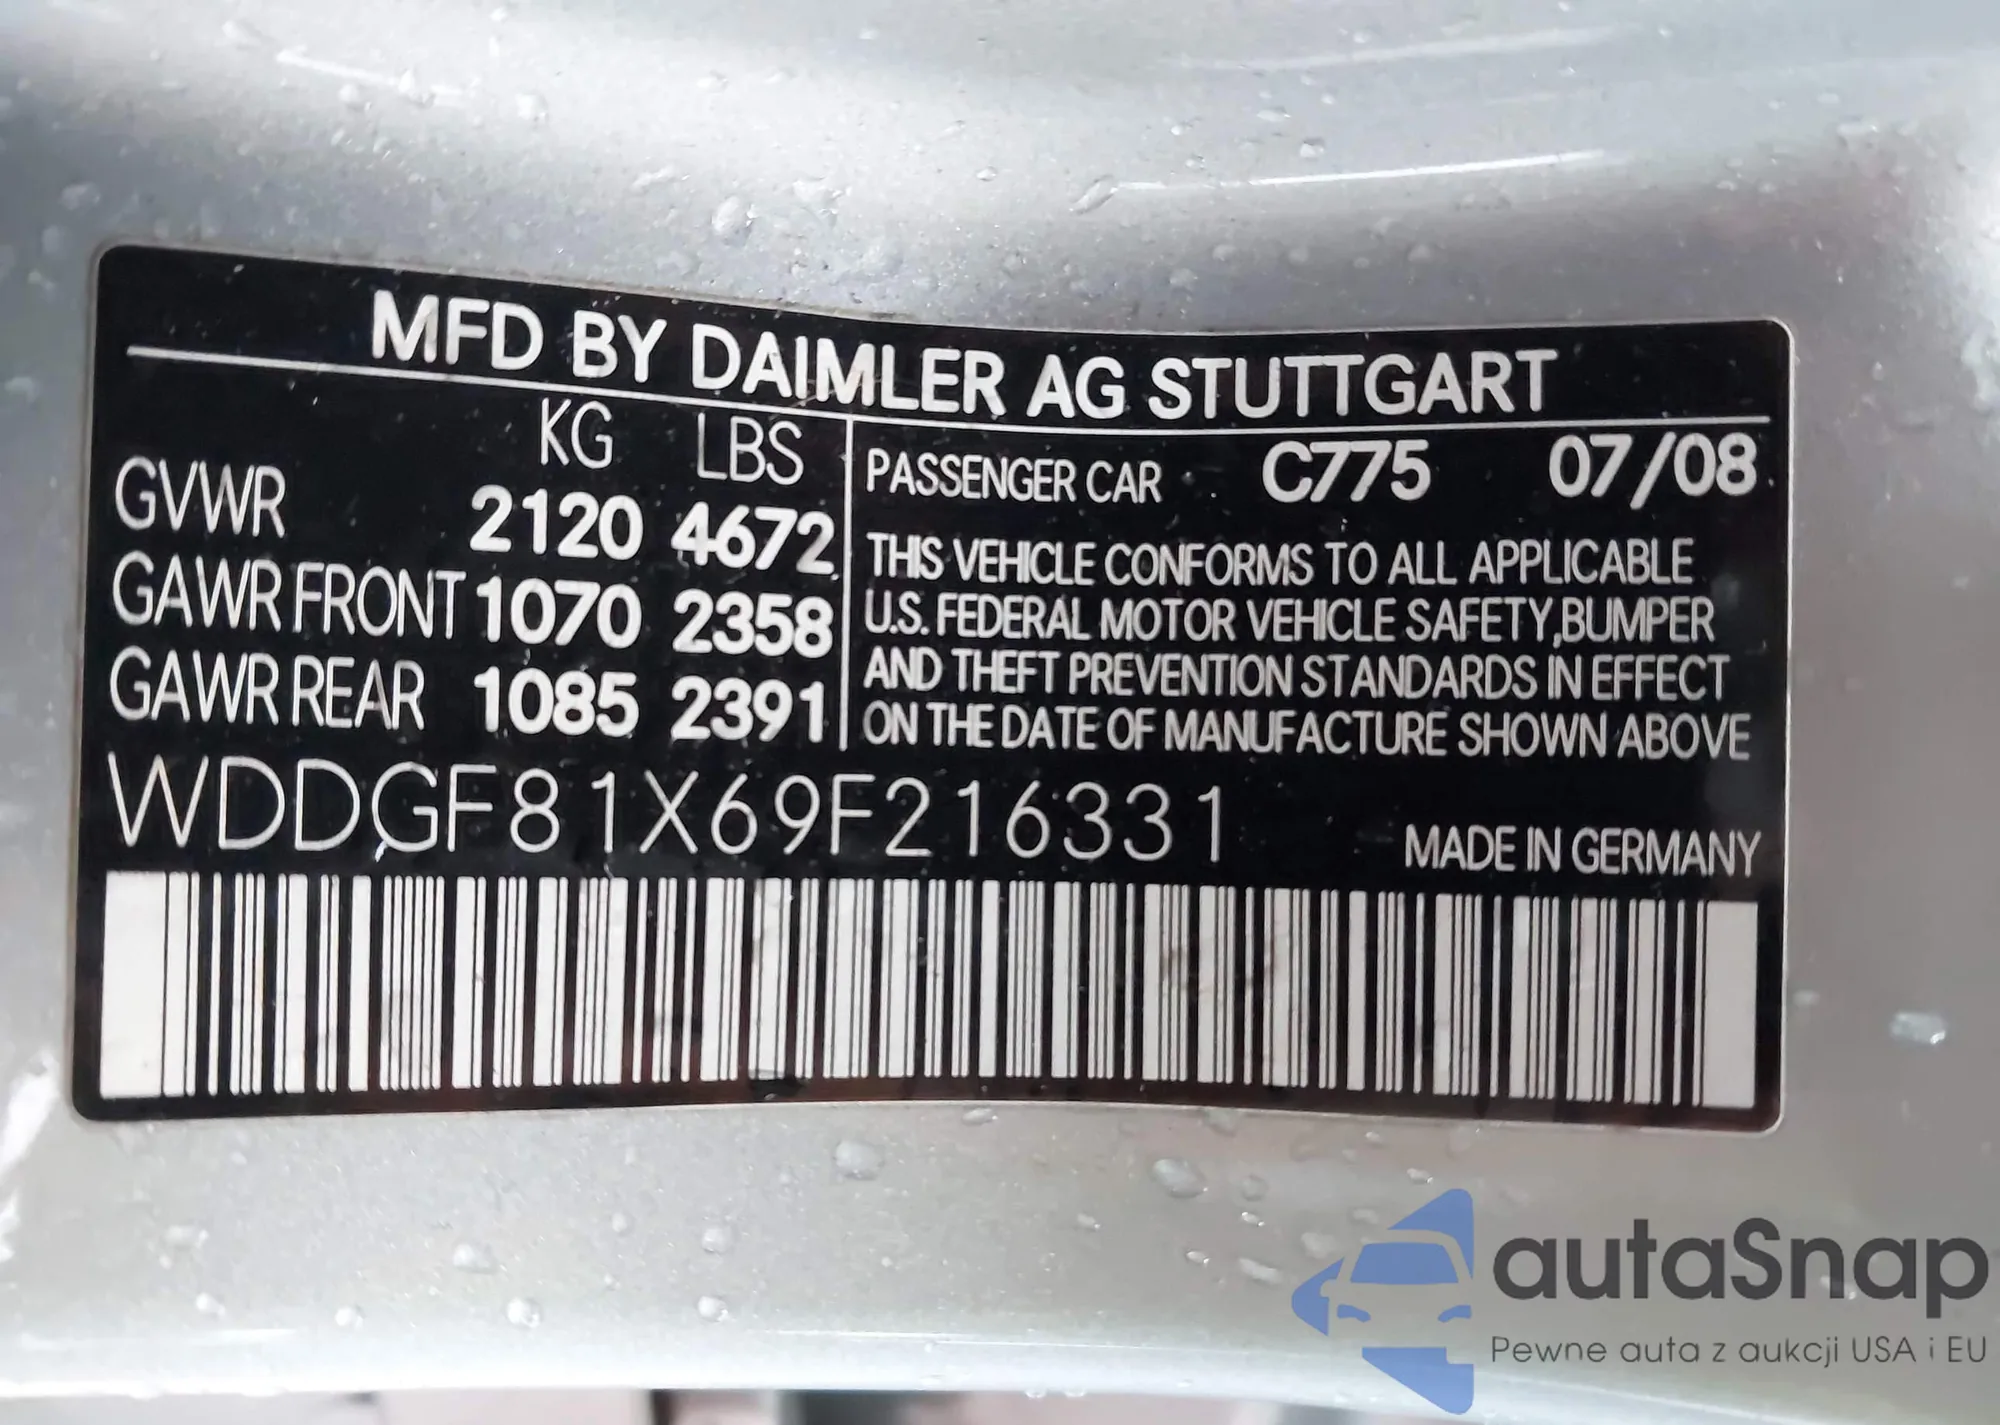 MFD BY DAIMLER AG STUTTGART
KG LBS
GVWR 2120 4672
GAWR FRONT 1070 2358
GAWR REAR 1085 2391
PASSENGER CAR C775 07/08
THIS VEHICLE CONFORMS TO ALL APPLICABLE
U.S. FEDERAL MOTOR VEHICLE SAFETY,BUMPER
AND THEFT PREVENTION STANDARDS IN EFFECT
ON THE DATE OF MANUFACTURE SHOWN ABOVE
WDDGF81X69F216331
MADE IN GERMANY
autaSnap
Pewne auta z aukcji USA i EU